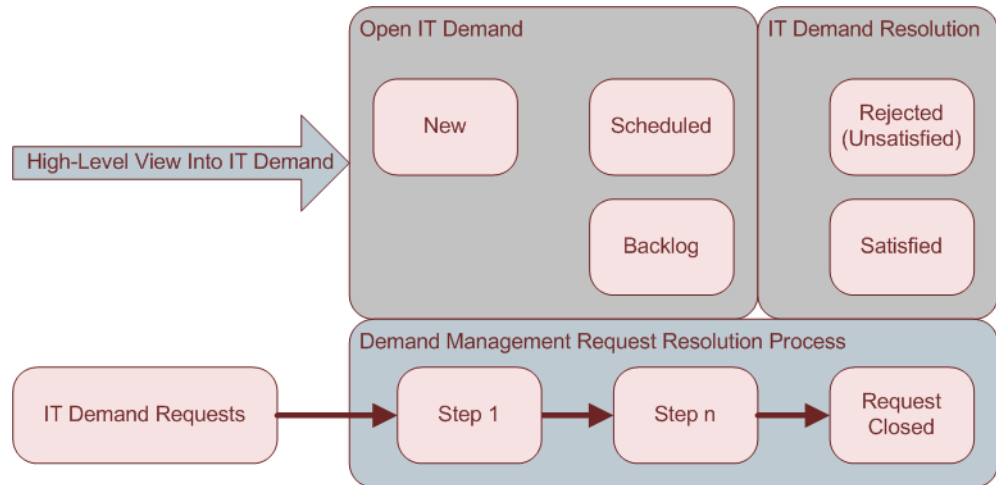 Open IT Demand
IT Demand Resolution
New
Scheduled
Rejected
(Unsatisfied)
High-Level View Into IT Demand
Backlog
Satisfied
Demand Management Request Resolution Process
IT Demand Requests
Step 1
Step n
Request
Closed